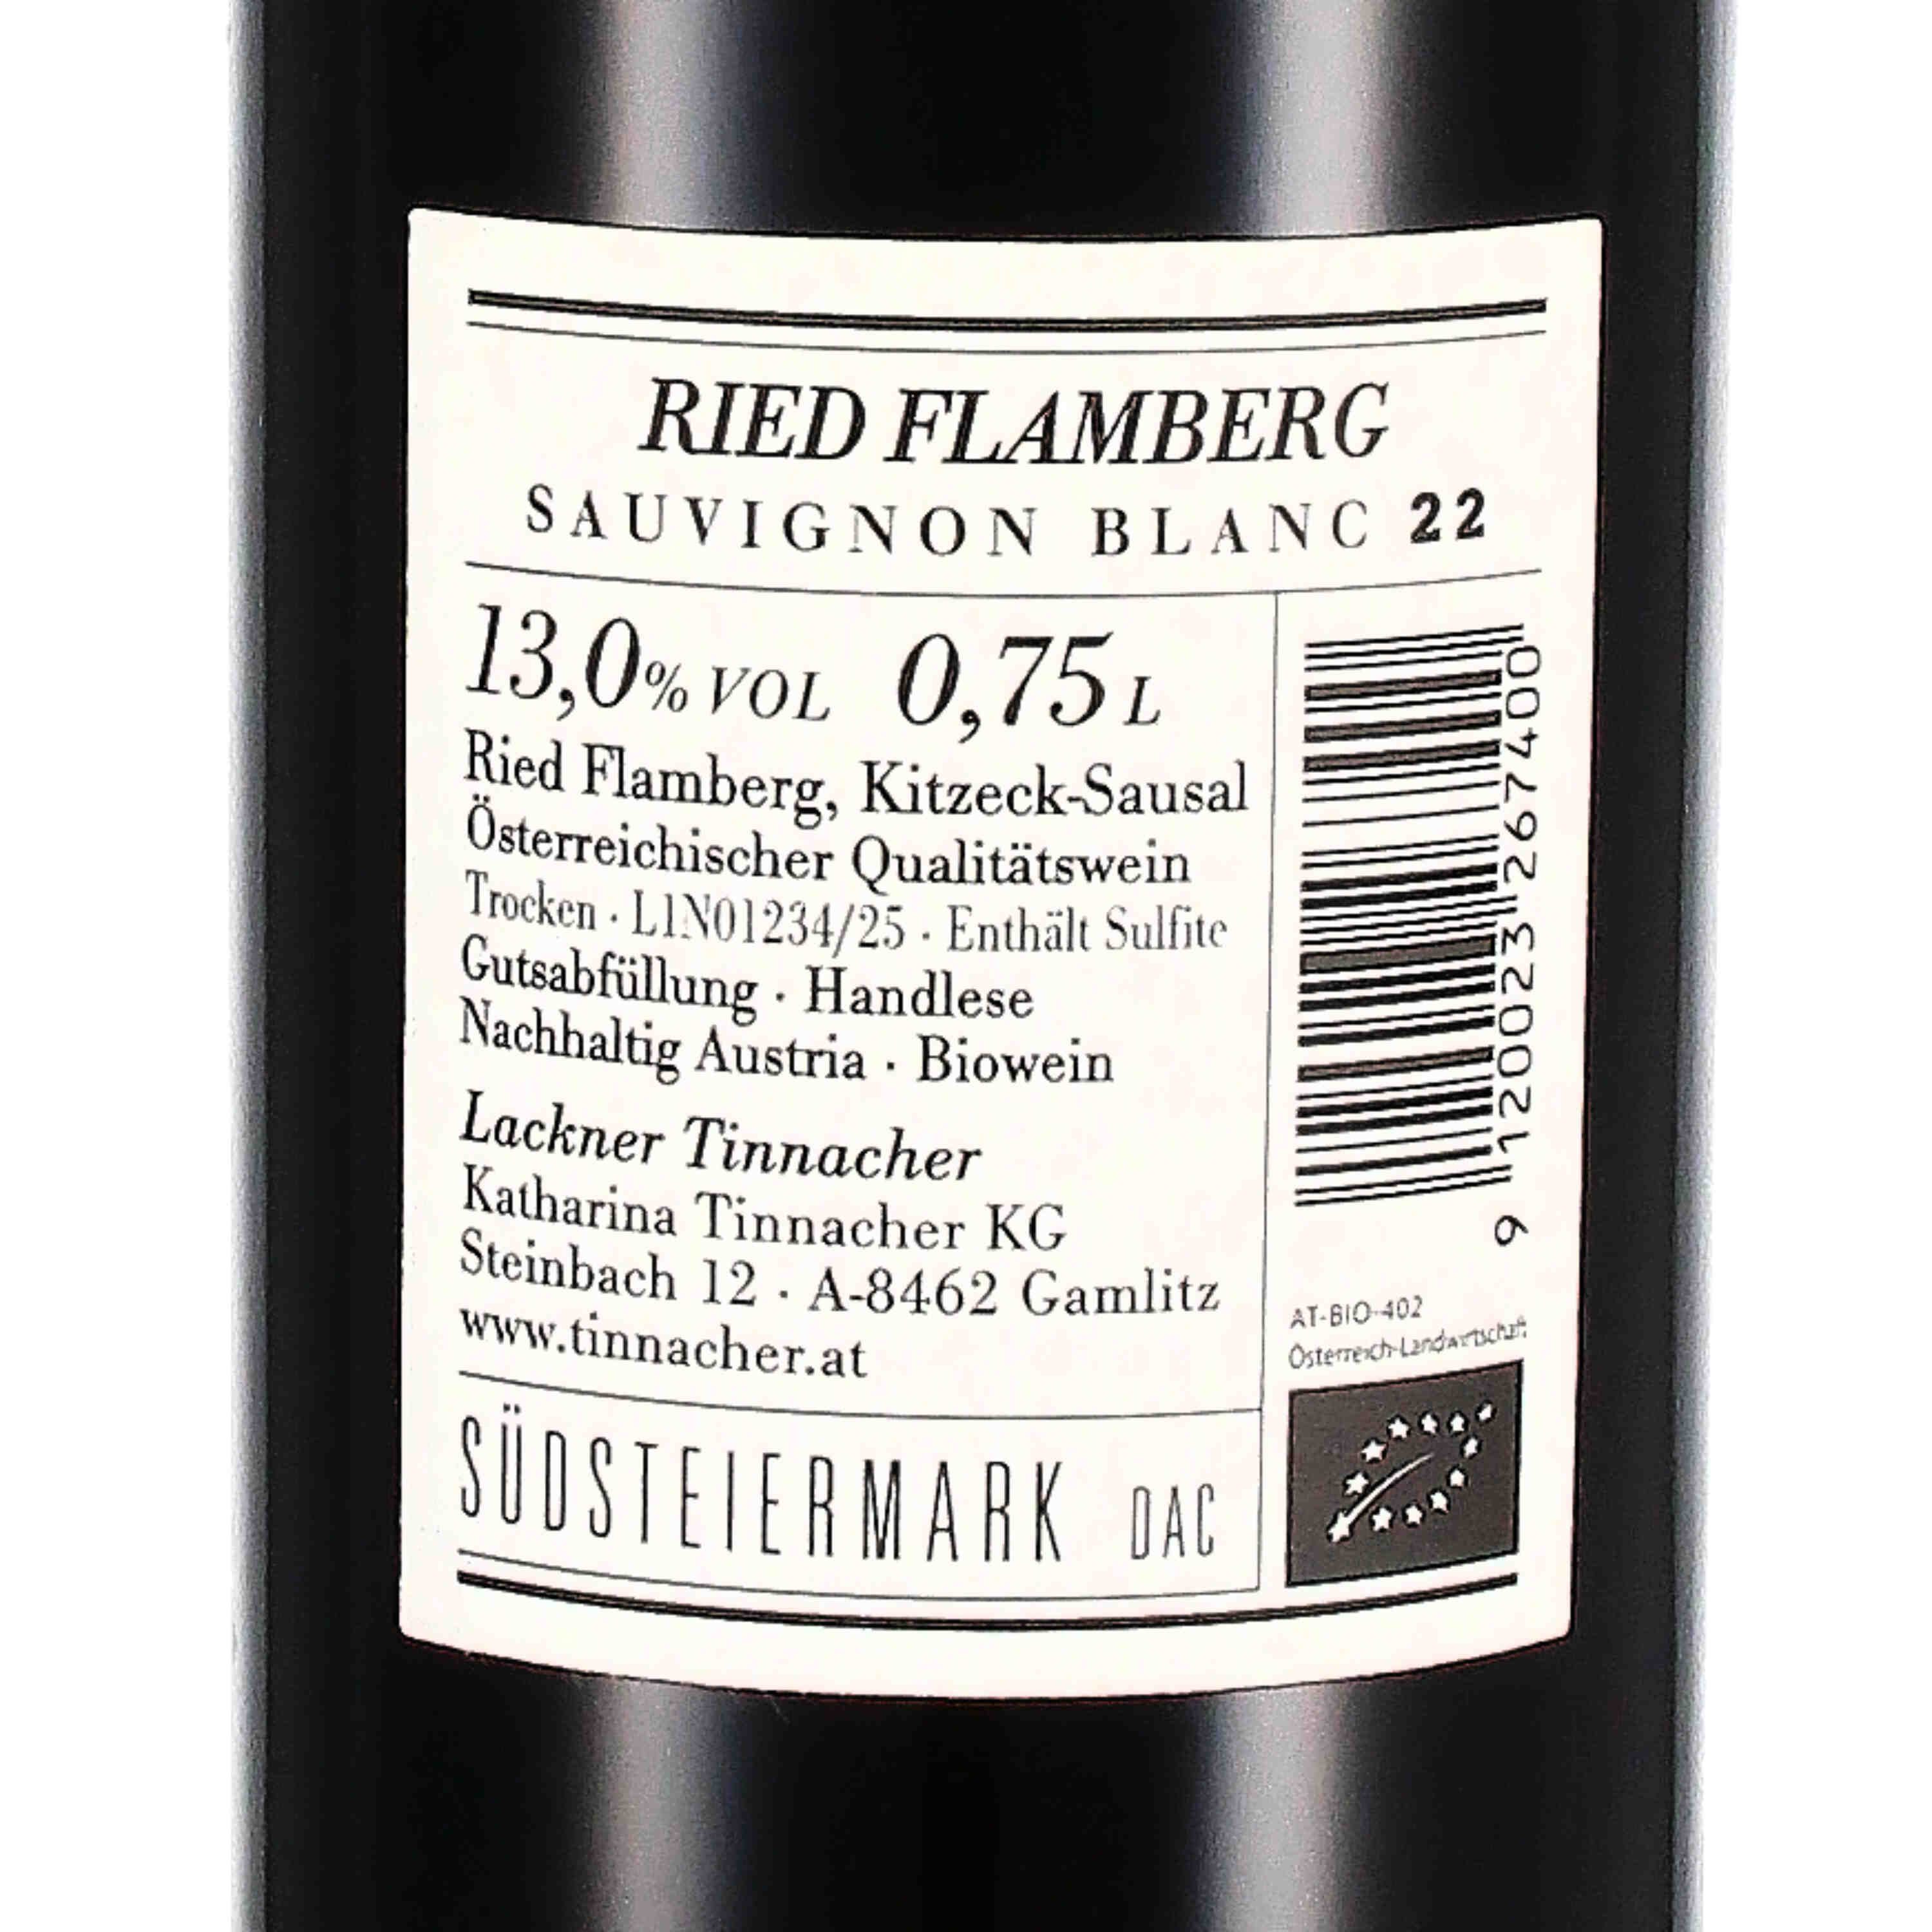 RIED FLAMBERG
SAUVIGNON BLANC 22
13,0% VOL 0,75 L
Ried Flamberg, Kitzeck-Sausal
Österreichischer Qualitätswein
Trocken · L1N01234/25 · Enthält Sulfite
Gutsabfüllung · Handlese
Nachhaltig Austria · Biowein
Lackner Tinnacher
Katharina Tinnacher KG
Steinbach 12 · A-8462 Gamlitz
www.tinnacher.at
SÜDSTEIERMARK DAC
9 120023 267400
AT-BIO-402
Österreich-Landwirtschaft